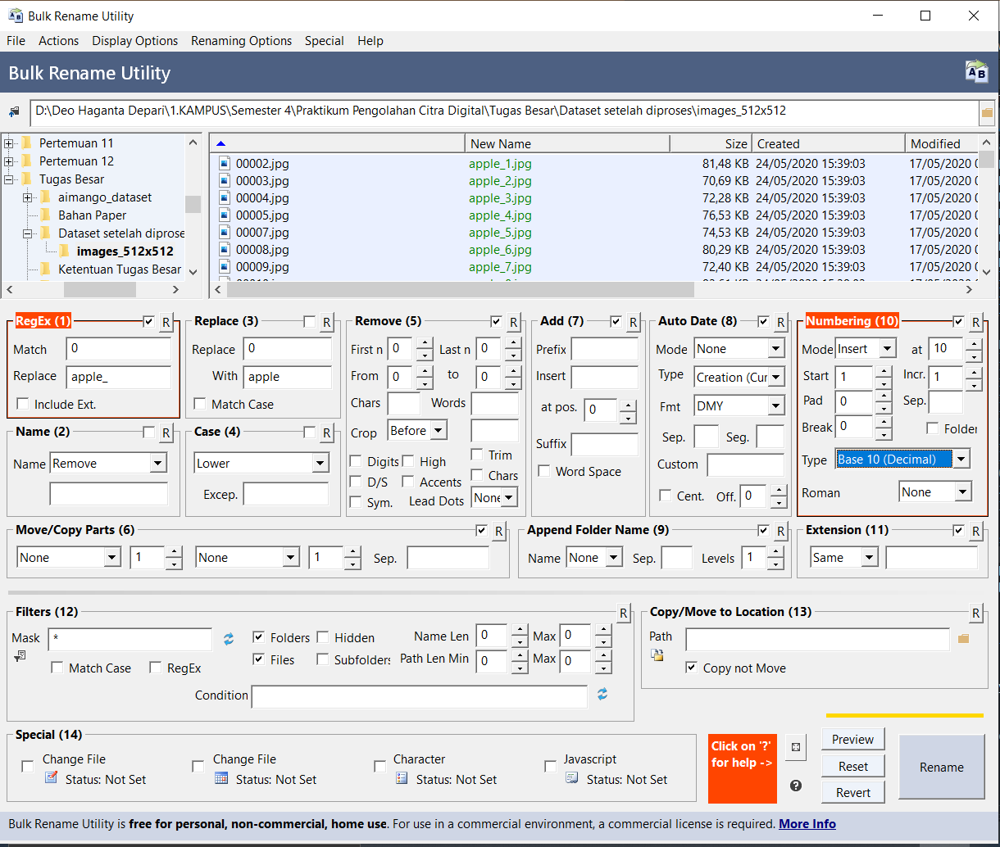 Bulk Rename Utility
File Actions Display Options Renaming Options Special Help
Bulk Rename Utility
D:\Deo Haganta Depari\1.KAMPUS\Semester 4\Praktikum Pengolahan Citra Digital\Tugas Besar\Dataset setelah diproses\images_512x512
Pertemuan 11
Pertemuan 12
Tugas Besar
aimango_dataset
Bahan Paper
Dataset setelah diprose
images_512x512
Ketentuan Tugas Besar
New Name Size Created Modified
00002.jpg apple_1.jpg 81,48 KB 24/05/2020 15:39:03 17/05/2020 0
00003.jpg apple_2.jpg 70,69 KB 24/05/2020 15:39:03 17/05/2020 0
00004.jpg apple_3.jpg 72,28 KB 24/05/2020 15:39:03 17/05/2020 0
00005.jpg apple_4.jpg 76,53 KB 24/05/2020 15:39:03 17/05/2020 0
00007.jpg apple_5.jpg 74,53 KB 24/05/2020 15:39:03 17/05/2020 0
00008.jpg apple_6.jpg 80,29 KB 24/05/2020 15:39:03 17/05/2020 0
00009.jpg apple_7.jpg 72,40 KB 24/05/2020 15:39:03 17/05/2020 0
RegEx (1) R
Match 0
Replace apple_
Include Ext.
Replace (3) R
Replace 0
With apple
Match Case
Remove (5) R
First n 0 Last n 0
From 0 to 0
Chars Words
Crop Before
Digits High Trim
D/S Accents Chars
Sym. Lead Dots None
Add (7) R
Prefix
Insert
at pos. 0
Suffix
Word Space
Auto Date (8) R
Mode None
Type Creation (Cur
Fmt DMY
Sep. Seg.
Custom
Cent. Off. 0
Numbering (10) R
Mode Insert at 10
Start 1 Incr. 1
Pad 0 Sep.
Break 0 Folder
Type Base 10 (Decimal)
Roman None
Name (2) R
Name Remove
Case (4) R
Lower
Excep.
Move/Copy Parts (6) R
None 1 None 1 Sep.
Append Folder Name (9) R
Name None Sep. Levels 1
Extension (11) R
Same
Filters (12) R
Mask * Folders Hidden Name Len 0 Max 0
Files Subfolders Path Len Min 0 Max 0
Match Case RegEx
Condition
Copy/Move to Location (13) R
Path
Copy not Move
Special (14)
Change File Change File Character Javascript
Status: Not Set Status: Not Set Status: Not Set Status: Not Set
Click on '?'
for help ->
?
Preview
Reset
Revert
Rename
Bulk Rename Utility is free for personal, non-commercial, home use. For use in a commercial environment, a commercial license is required. More Info